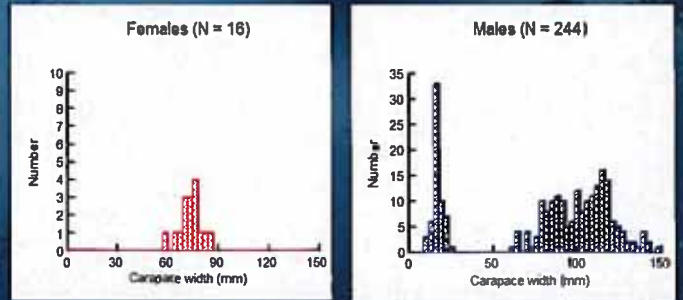 Females (N = 16)
10
9
8
7
6
5
4
3
2
1
0
Number
0 30 60 90 120 150
Carapace width (mm)
Males (N = 244)
35
30
25
20
15
10
5
0
Number
0 50 100 150
Carapace width (mm)